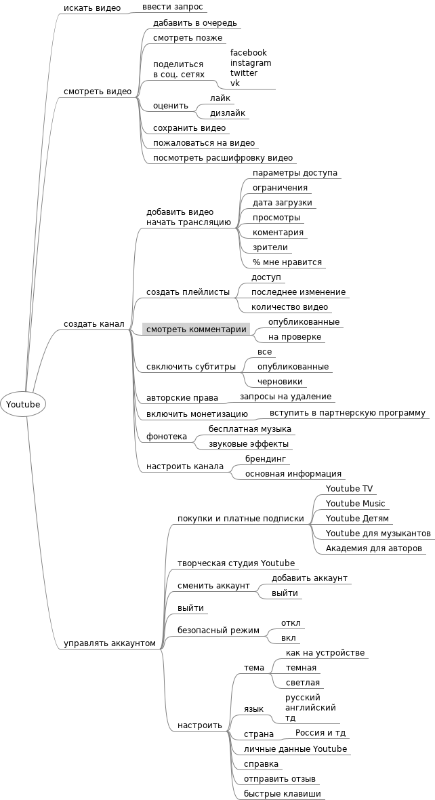 Youtube
искать видео
ввести запрос
смотреть видео
дабавить в очередь
смотреть позже
поделиться
в соц. сетях
facebook
instagram
twitter
vk
оценить
лайк
дизлайк
сохранить видео
пожаловаться на видео
посмотреть расшифровку видео
создать канал
добавить видео
начать трансляцию
параметры доступа
ограничения
дата загрузки
просмотры
коментария
зрители
% мне нравится
создать плейлисты
доступ
последнее изменение
количество видео
смотреть комментарии
опубликованные
на проверке
свключить субтитры
все
опубликованные
черновики
авторские права
запросы на удаление
включить монетизацию
вступить в партнерскую программу
фонотека
бесплатная музыка
звуковые эффекты
настроить канала
брендинг
основная информация
управлять аккаунтом
покупки и платные подписки
Youtube TV
Youtube Music
Youtube Детям
Youtube для музыкантов
Академия для авторов
творческая студия Youtube
сменить аккаунт
добавить аккаунт
выйти
выйти
безопасный режим
откл
вкл
настроить
тема
как на устройстве
темная
светлая
язык
русский
английский
тд
страна
Россия и тд
личные данные Youtube
справка
отправить отзыв
быстрые клавиши